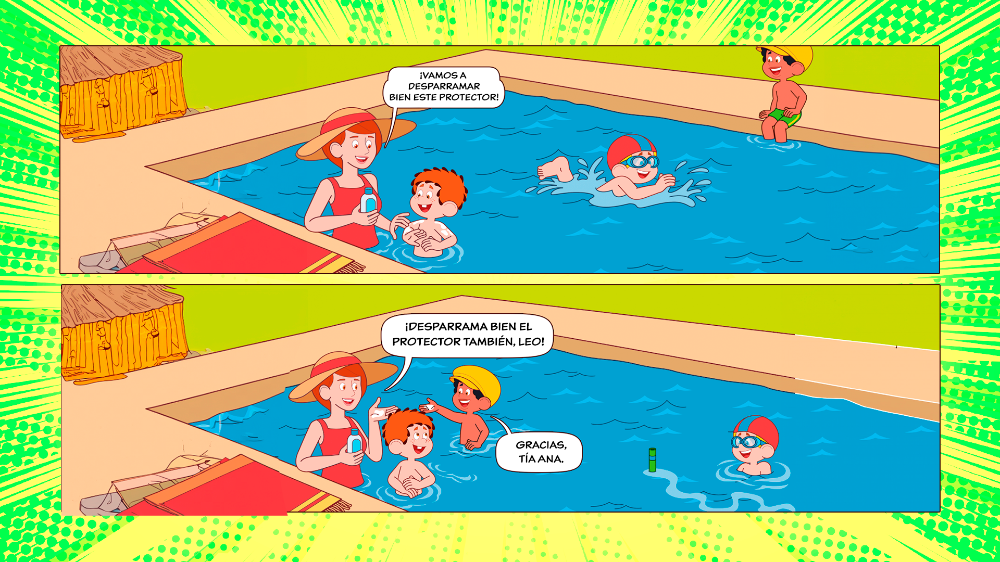 ¡VAMOS A
DESPARRAMAR
BIEN ESTE PROTECTOR!
¡DESPARRAMA BIEN EL
PROTECTOR TAMBIÉN, LEO!
GRACIAS,
TÍA ANA.